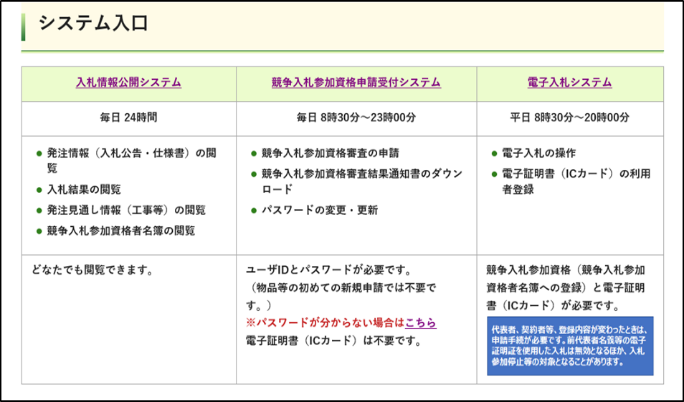 システム入口
入札情報公開システム
競争入札参加資格申請受付システム
電子入札システム
毎日 24時間
毎日 8時30分～23時00分
平日 8時30分～20時00分
発注情報（入札公告・仕様書）の閲
覧
入札結果の閲覧
発注見通し情報（工事等）の閲覧
競争入札参加資格者名簿の閲覧
競争入札参加資格審査の申請
競争入札参加資格審査結果通知書のダウン
ロード
パスワードの変更・更新
電子入札の操作
電子証明書（ICカード）の利用
者登録
どなたでも閲覧できます。
ユーザIDとパスワードが必要です。
（物品等の初めての新規申請では不要で
す。）
※パスワードが分からない場合はこちら
電子証明書（ICカード）は不要です。
競争入札参加資格（競争入札参加
資格者名簿への登録）と電子証明
書（ICカード）が必要です。
代表者、契約者等、登録内容が変わったときは、
申請手続が必要です。前代表者名義等の電子
証明証を使用した入札は無効となるほか、入札
参加停止等の対象となることがあります。